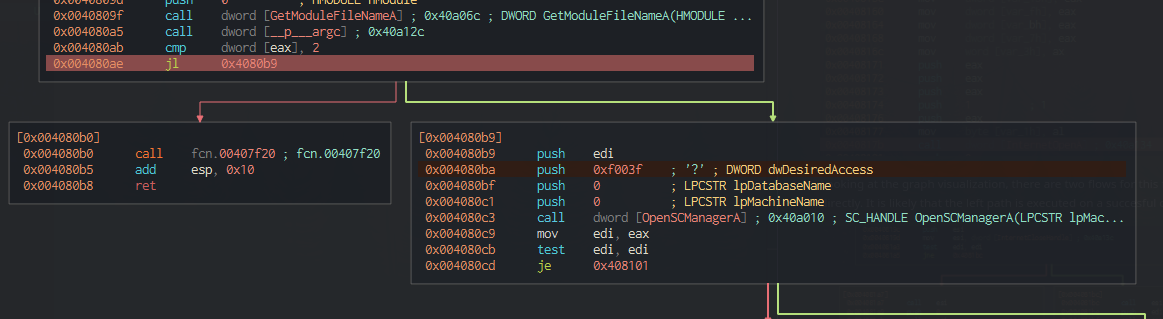 0x0040809d push 0 ; HMODULE hModule
0x0040809f call dword [GetModuleFileNameA] ; 0x40a06c ; DWORD GetModuleFileNameA(HMODULE ...
0x004080a5 call dword [__p___argc] ; 0x40a12c
0x004080ab cmp dword [eax], 2
0x004080ae jl 0x4080b9
[0x004080b0]
0x004080b0 call fcn.00407f20 ; fcn.00407f20
0x004080b5 add esp, 0x10
0x004080b8 ret
[0x004080b9]
0x004080b9 push edi
0x004080ba push 0xf003f ; '?' ; DWORD dwDesiredAccess
0x004080bf push 0 ; LPCSTR lpDatabaseName
0x004080c1 push 0 ; LPCSTR lpMachineName
0x004080c3 call dword [OpenSCManagerA] ; 0x40a010 ; SC_HANDLE OpenSCManagerA(LPCSTR lpMac...
0x004080c9 mov edi, eax
0x004080cb test edi, edi
0x004080cd je 0x408101